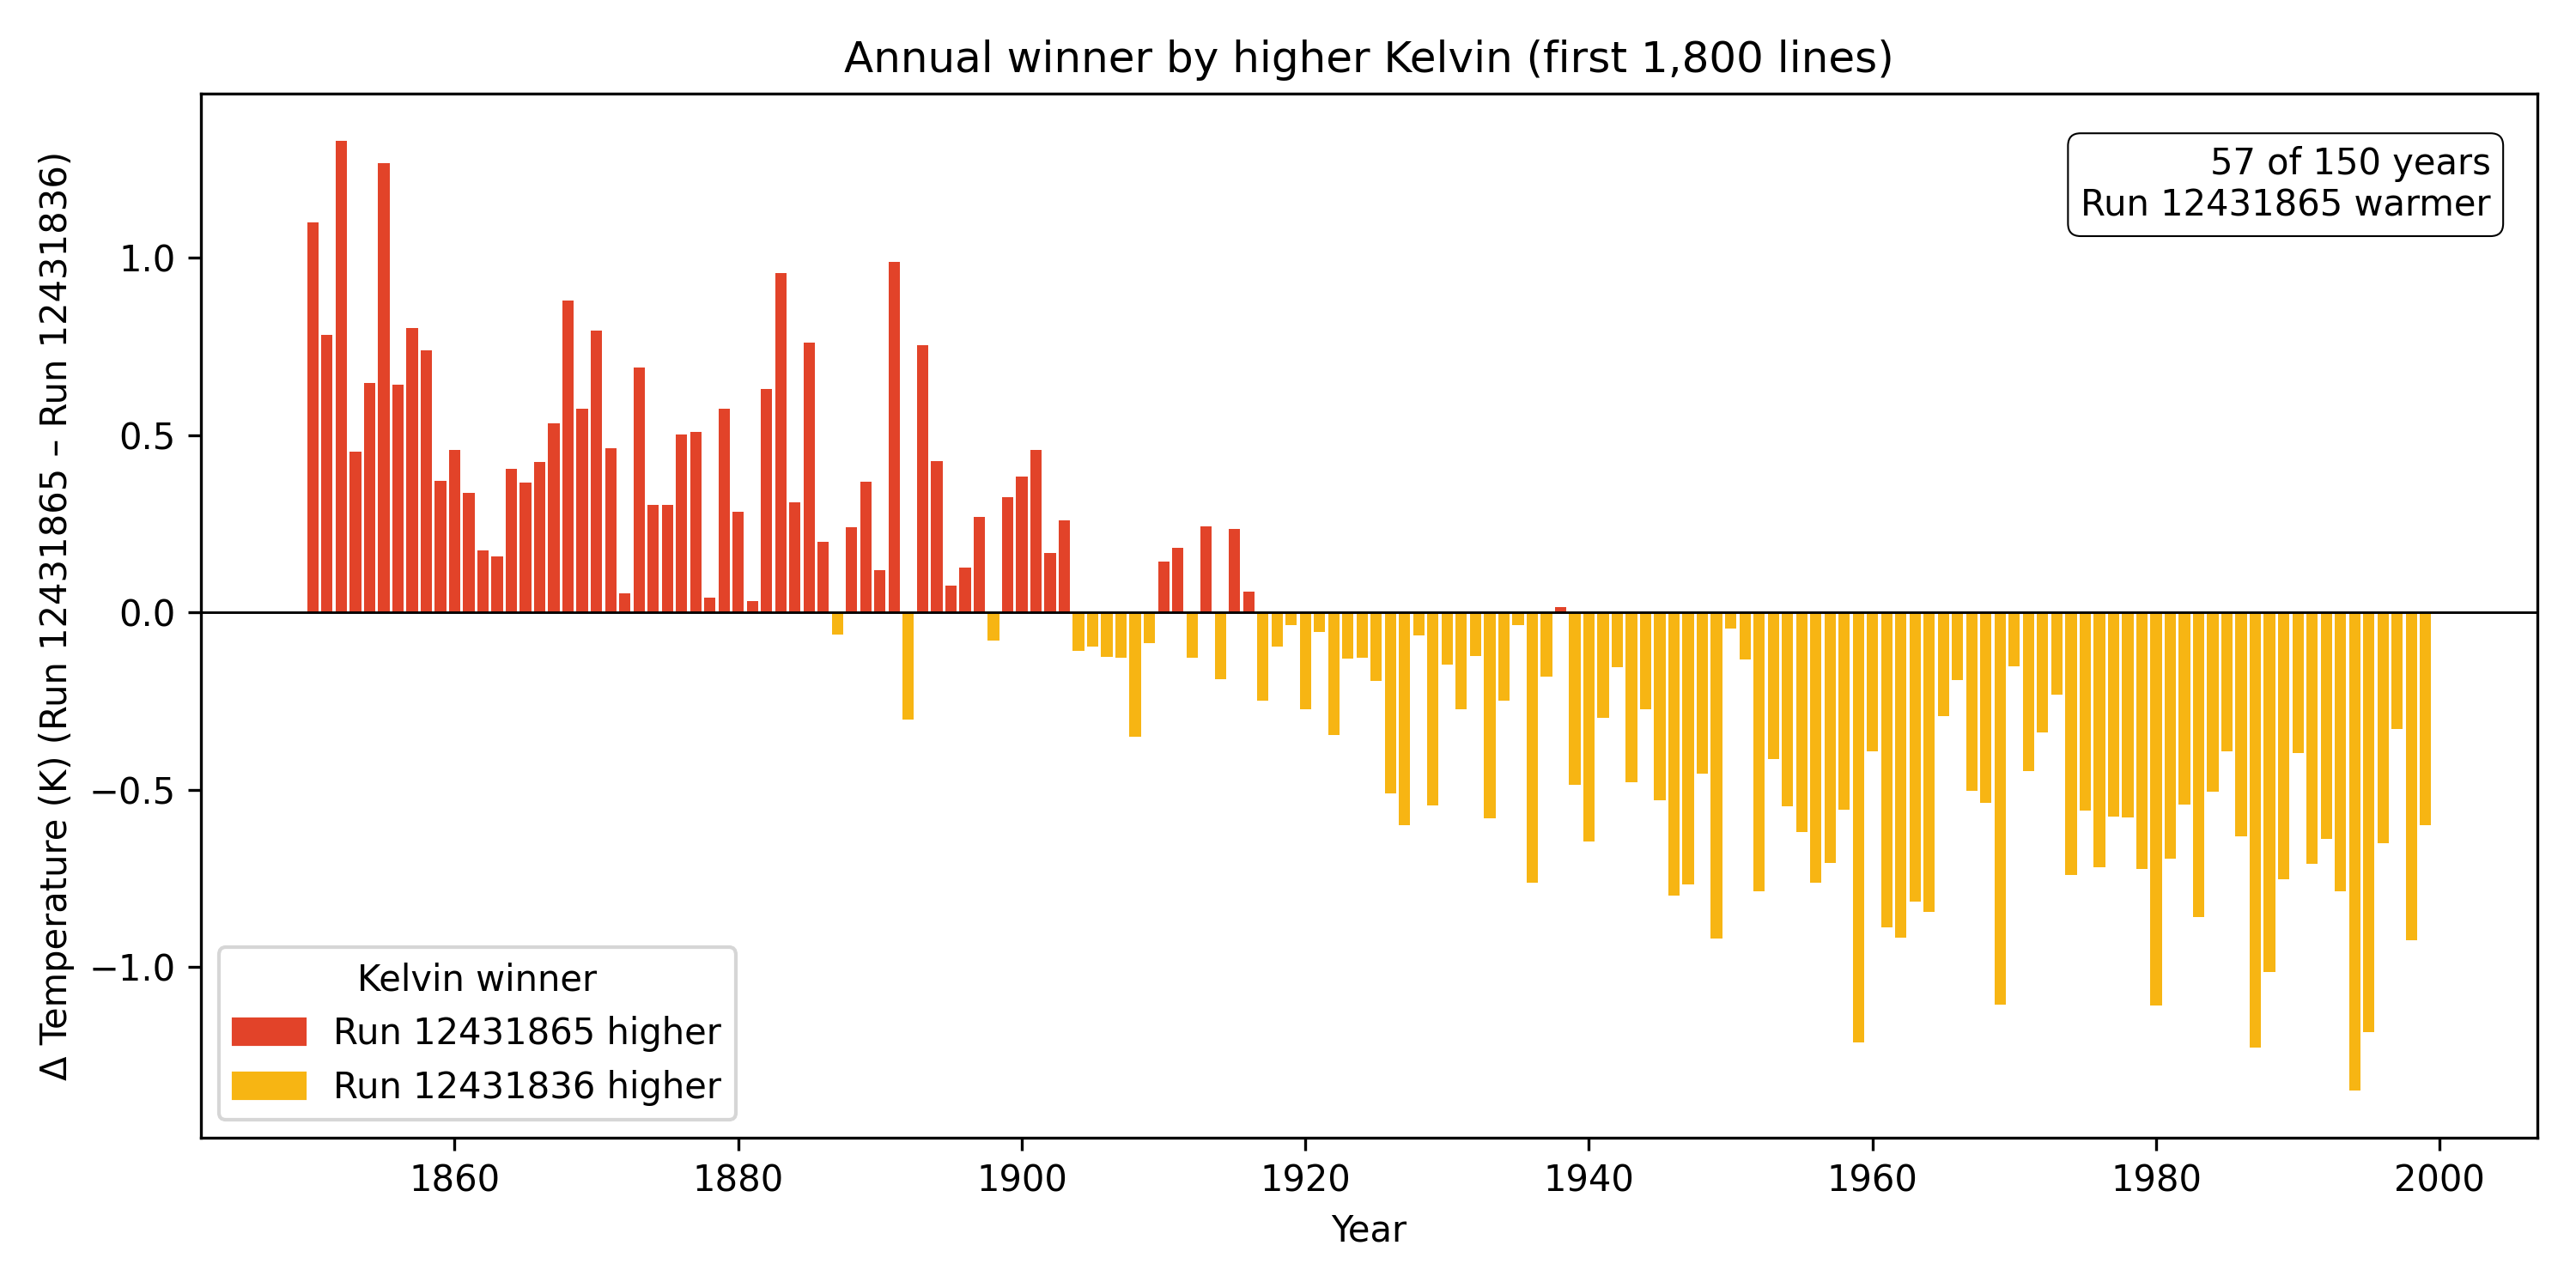 Annual winner by higher Kelvin (first 1,800 lines)
57 of 150 years
Run 12431865 warmer
Δ Temperature (K) (Run 12431865 – Run 12431836)
1.0
0.5
0.0
−0.5
−1.0
Kelvin winner
Run 12431865 higher
Run 12431836 higher
1860
1880
1900
1920
1940
1960
1980
2000
Year